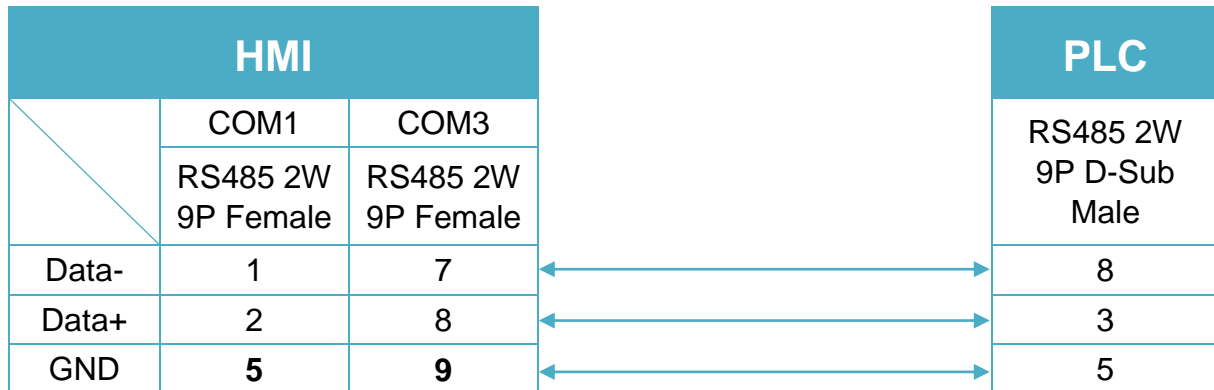 HMI PLC
COM1 COM3
RS485 2W
9P Female
RS485 2W
9P Female
RS485 2W
9P D-Sub
Male
Data- 1 7 8
Data+ 2 8 3
GND 5 9 5